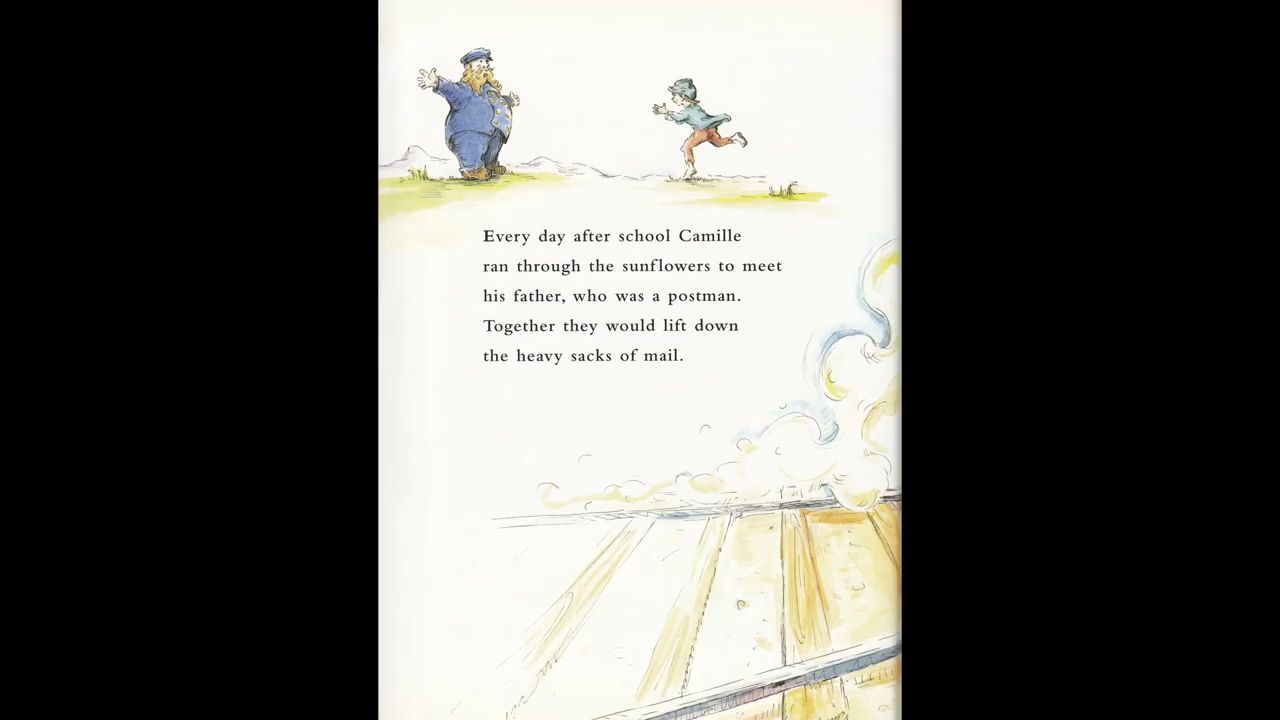 Every day after school Camille
ran through the sunflowers to meet
his father, who was a postman.
Together they would lift down
the heavy sacks of mail.